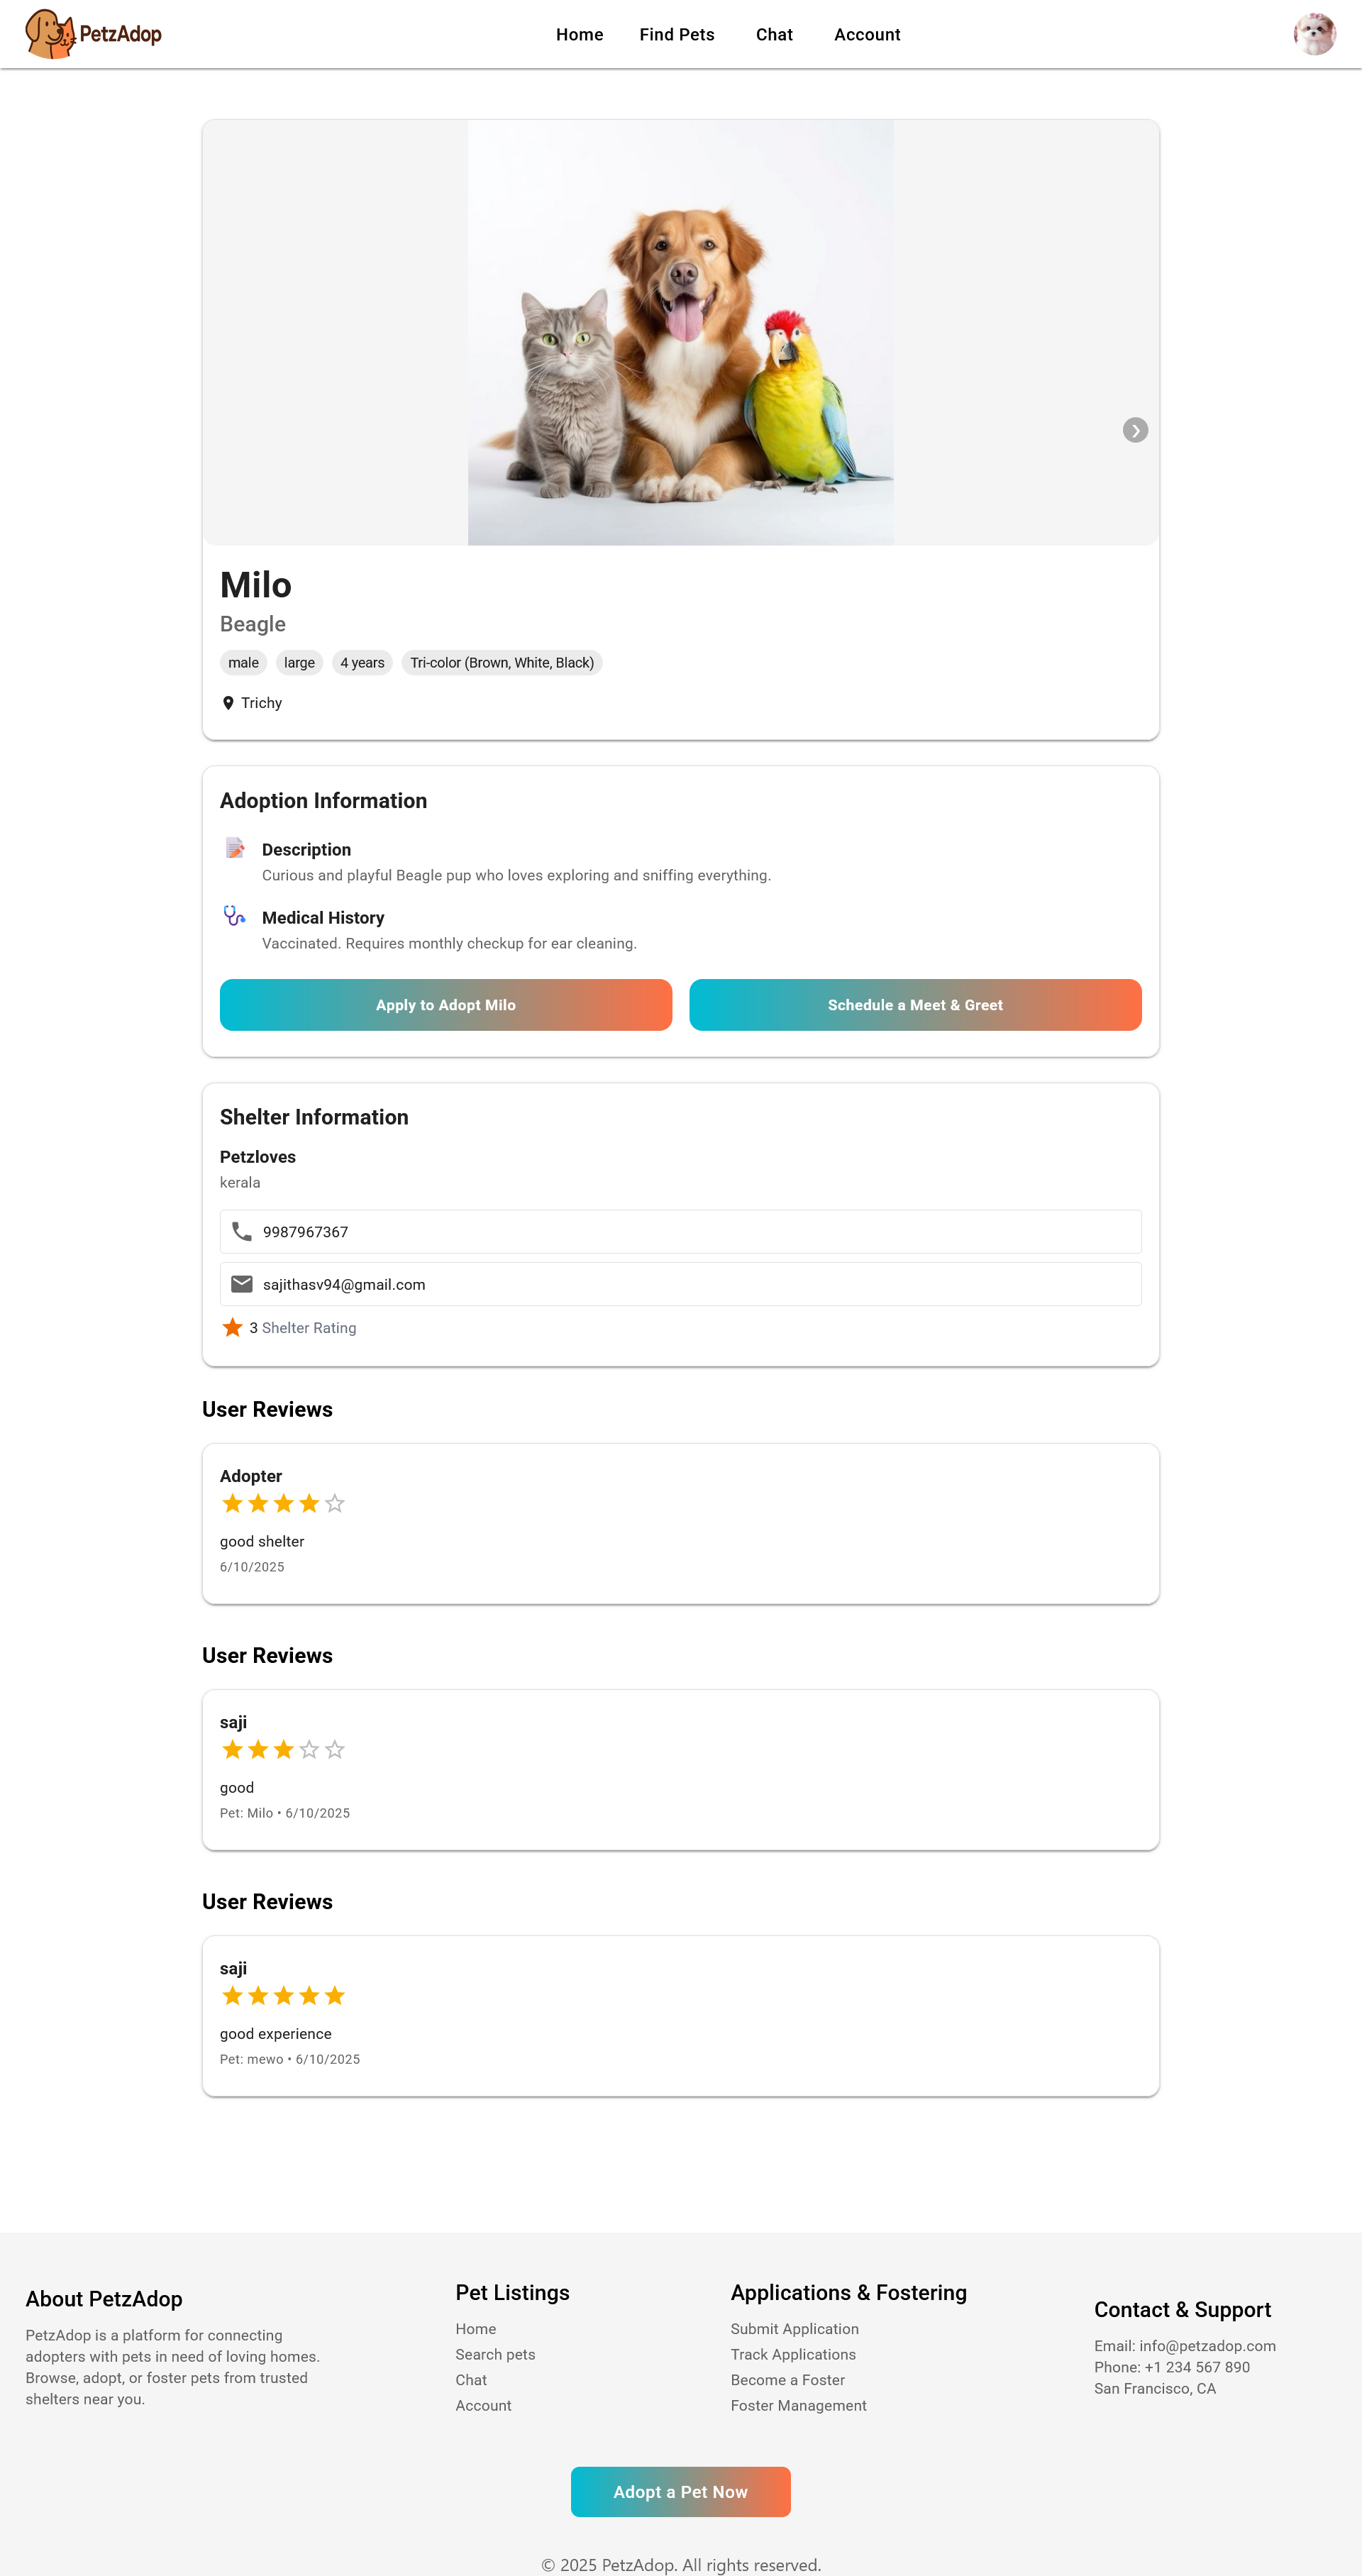 PetzAdop
Home Find Pets Chat Account
Milo
Beagle
male large 4 years Tri-color (Brown, White, Black)
Trichy
Adoption Information
Description
Curious and playful Beagle pup who loves exploring and sniffing everything.
Medical History
Vaccinated. Requires monthly checkup for ear cleaning.
Apply to Adopt Milo Schedule a Meet & Greet
Shelter Information
Petzloves
kerala
9987967367
sajithasv94@gmail.com
3 Shelter Rating
User Reviews
Adopter
good shelter
6/10/2025
User Reviews
saji
good
Pet: Milo • 6/10/2025
User Reviews
saji
good experience
Pet: mewo • 6/10/2025
About PetzAdop
PetzAdop is a platform for connecting
adopters with pets in need of loving homes.
Browse, adopt, or foster pets from trusted
shelters near you.
Pet Listings
Home
Search pets
Chat
Account
Applications & Fostering
Submit Application
Track Applications
Become a Foster
Foster Management
Contact & Support
Email: info@petzadop.com
Phone: +1 234 567 890
San Francisco, CA
Adopt a Pet Now
© 2025 PetzAdop. All rights reserved.